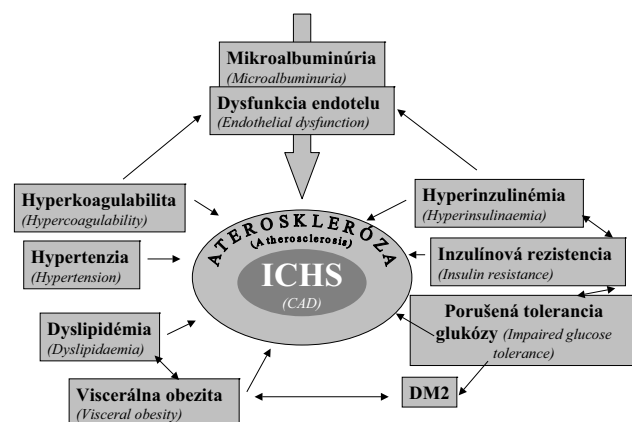 Mikroalbuminúria
(Microalbuminuria)
Dysfunkcia endotelu
(Endothelial dysfunction)
Hyperkoagulabilita
(Hypercoagulability)
Hyperinzulinémia
(Hyperinsulinaemia)
ATEROSKLERÓZA
(Atherosclerosis)
Hypertenzia
(Hypertension)
Inzulínová rezistencia
(Insulin resistance)
ICHS
(CAD)
Porušená tolerancia
glukózy (Impaired glucose
tolerance)
Dyslipidémia
(Dyslipidaemia)
Viscerálna obezita
(Visceral obesity)
DM2